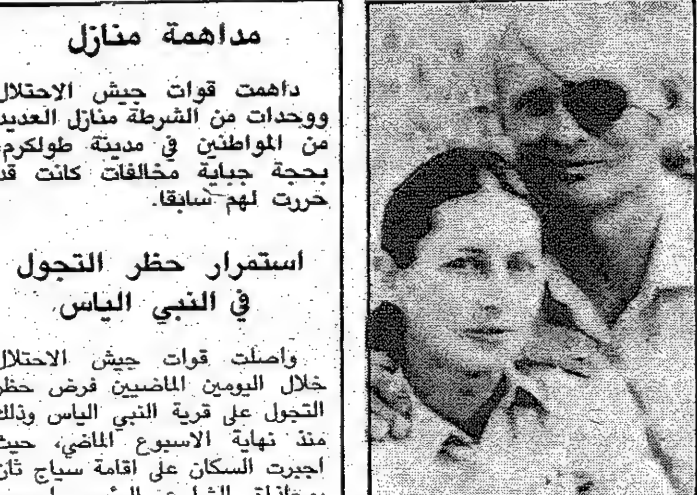 مداهمة منازل
داهمت قوات جيش الاحتلال
ووحدات من الشرطة منازل العديد
من المواطنين في مدينة طولكرم،
بحجة جباية مخالفات كانت قد
حررت لهم سابقا.
استمرار حظر التجول
في النبي الياس
واصلت قوات جيش الاحتلال
خلال اليومين الماضيين فرض حظر
التجول على قرية النبي الياس وذلك
منذ نهاية الاسبوع الماضي، حيث
اجبرت السكان على اقامة سياج ثان